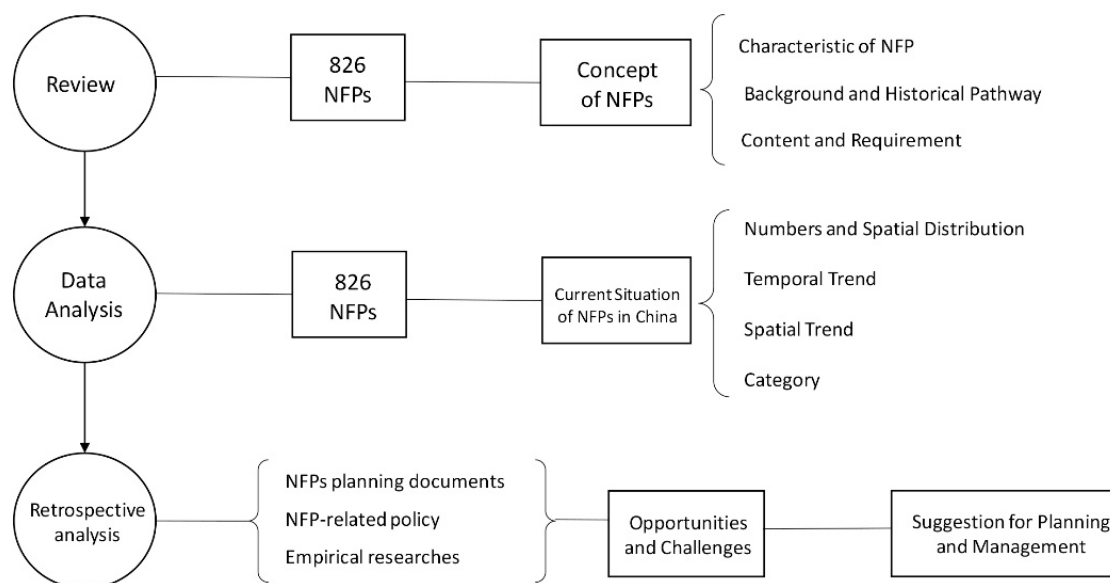 Review
826
NFPs
Concept
of NFPs
Characteristic of NFP
Background and Historical Pathway
Content and Requirement
Data
Analysis
826
NFPs
Current Situation
of NFPs in China
Numbers and Spatial Distribution
Temporal Trend
Spatial Trend
Category
Retrospective
analysis
NFPs planning documents
NFP-related policy
Empirical researches
Opportunities
and Challenges
Suggestion for Planning
and Management